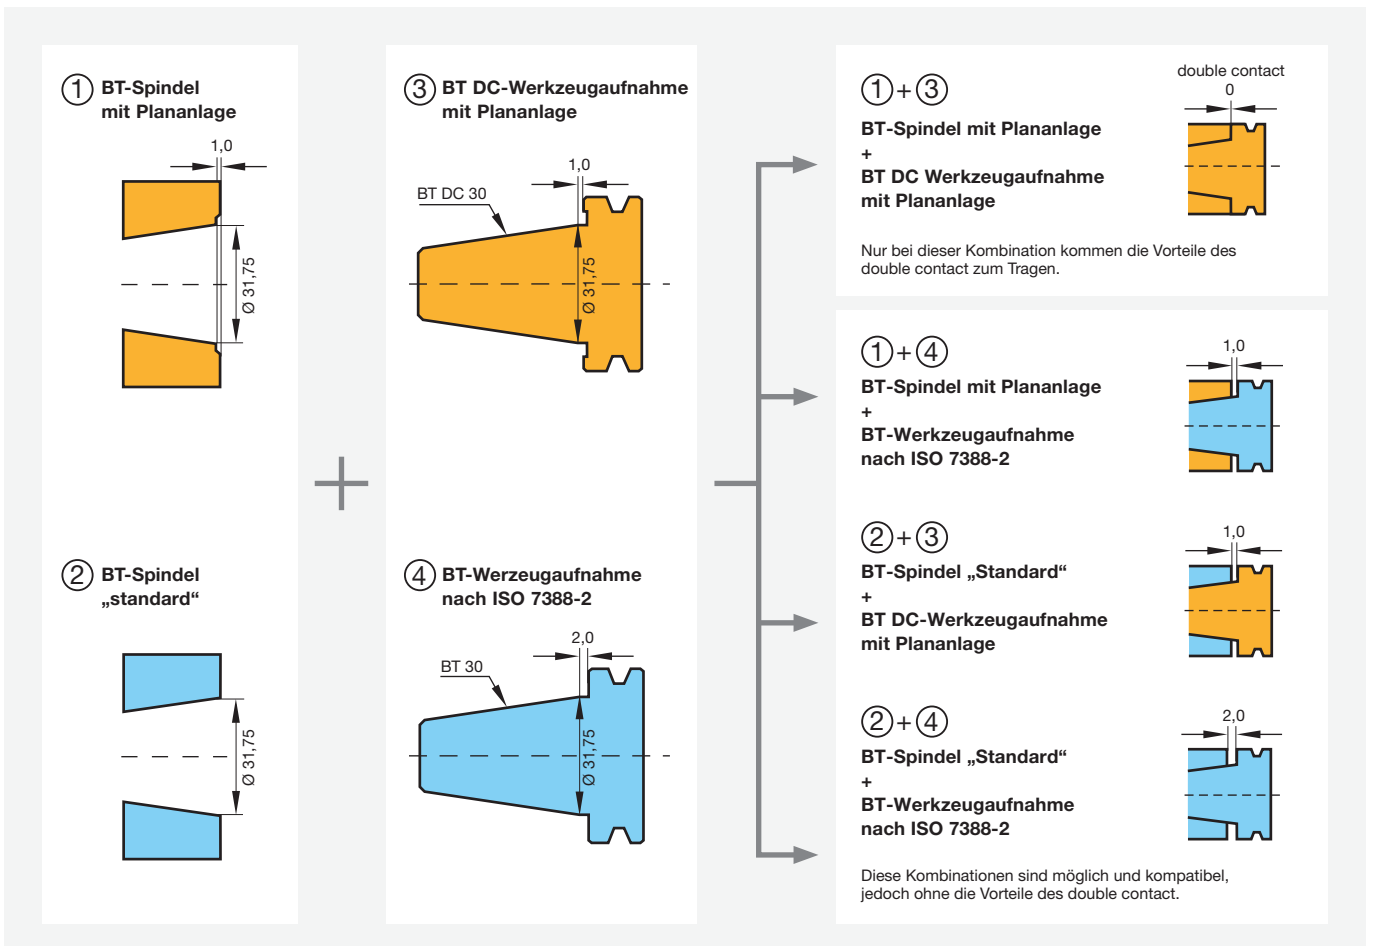 1 BT-Spindel
mit Plananlage
1,0
Ø 31,75
2 BT-Spindel
„standard“
Ø 31,75
3 BT DC-Werkzeugaufnahme
mit Plananlage
1,0
BT DC 30
Ø 31,75
4 BT-Werzeugaufnahme
nach ISO 7388-2
2,0
BT 30
Ø 31,75
1+3
double contact
0
BT-Spindel mit Plananlage
+
BT DC Werkzeugaufnahme
mit Plananlage
Nur bei dieser Kombination kommen die Vorteile des
double contact zum Tragen.
1+4
1,0
BT-Spindel mit Plananlage
+
BT-Werkzeugaufnahme
nach ISO 7388-2
2+3
1,0
BT-Spindel „Standard“
+
BT DC-Werkzeugaufnahme
mit Plananlage
2+4
2,0
BT-Spindel „Standard“
+
BT-Werkzeugaufnahme
nach ISO 7388-2
Diese Kombinationen sind möglich und kompatibel,
jedoch ohne die Vorteile des double contact.